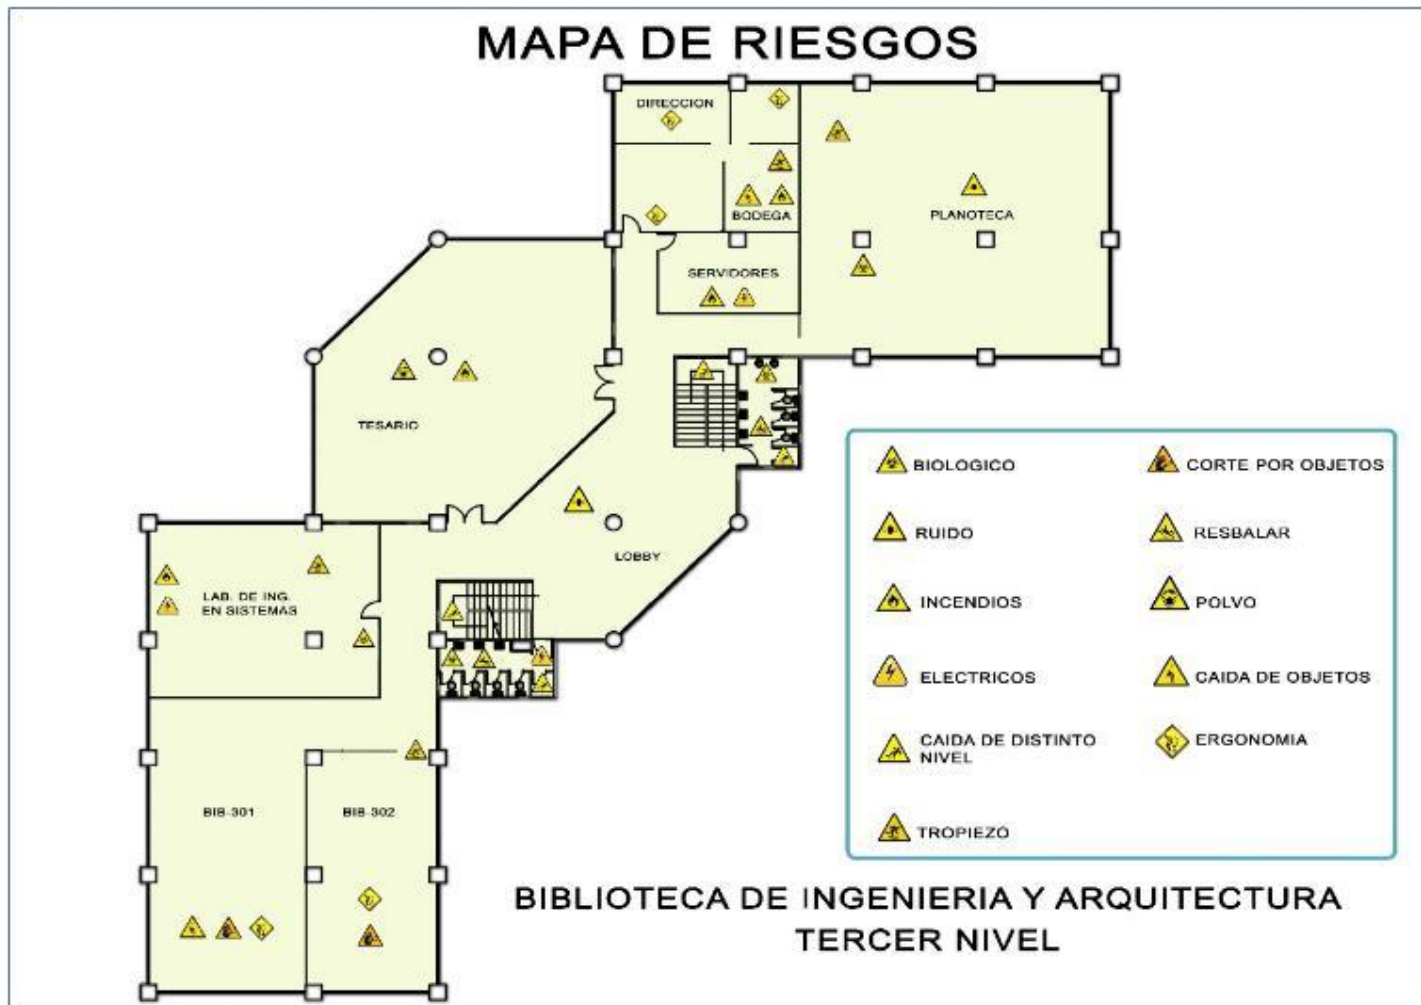 MAPA DE RIESGOS
DIRECCION
BODEGA
PLANOTECA
SERVIDORES
TESARIO
LOBBY
LAB. DE ING.
EN SISTEMAS
BIB-301
BIB-302
BIOLOGICO
RUIDO
INCENDIOS
ELECTRICOS
CAIDA DE DISTINTO
NIVEL
TROPIEZO
CORTE POR OBJETOS
RESBALAR
POLVO
CAIDA DE OBJETOS
ERGONOMIA
BIBLIOTECA DE INGENIERIA Y ARQUITECTURA
TERCER NIVEL